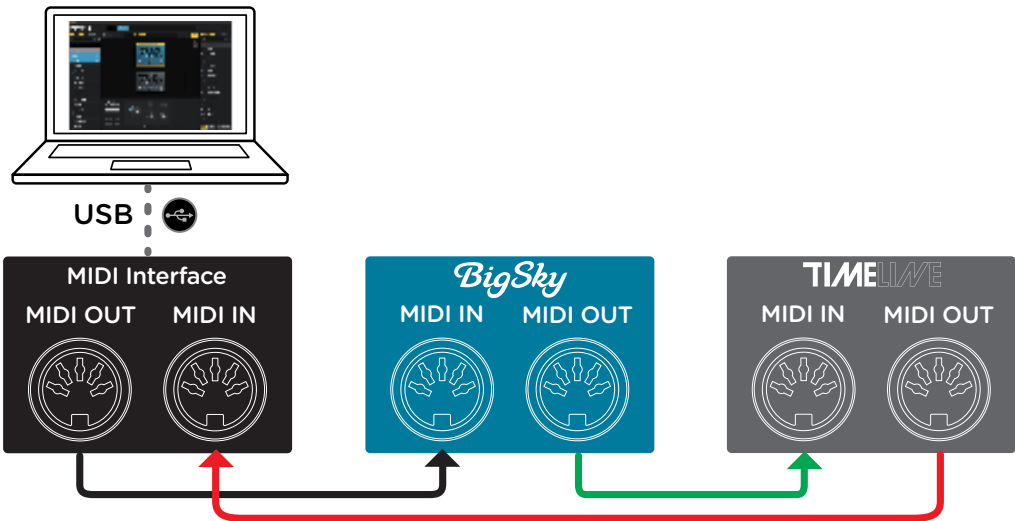 USB
MIDI Interface
MIDI OUT MIDI IN
BigSky
MIDI IN MIDI OUT
TIMELINE
MIDI IN MIDI OUT